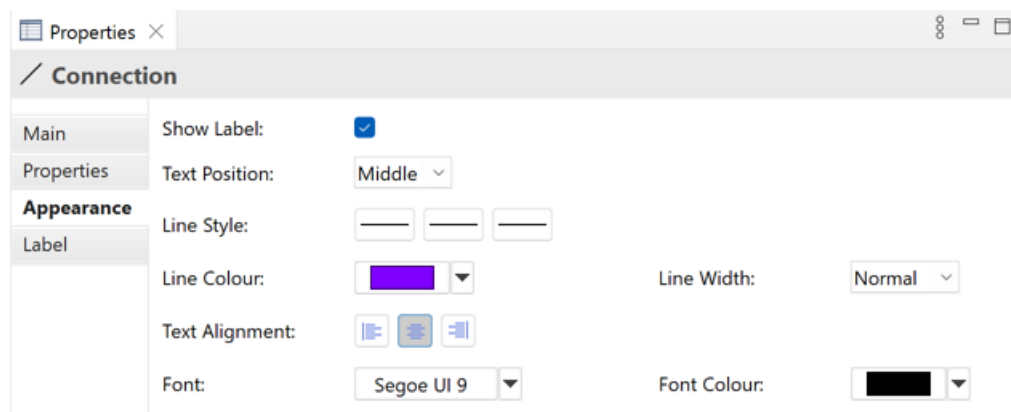 Properties
Connection
Main
Properties
Appearance
Label
Show Label:
Text Position: Middle
Line Style:
Line Colour: Line Width: Normal
Text Alignment:
Font: Segoe UI 9 Font Colour: